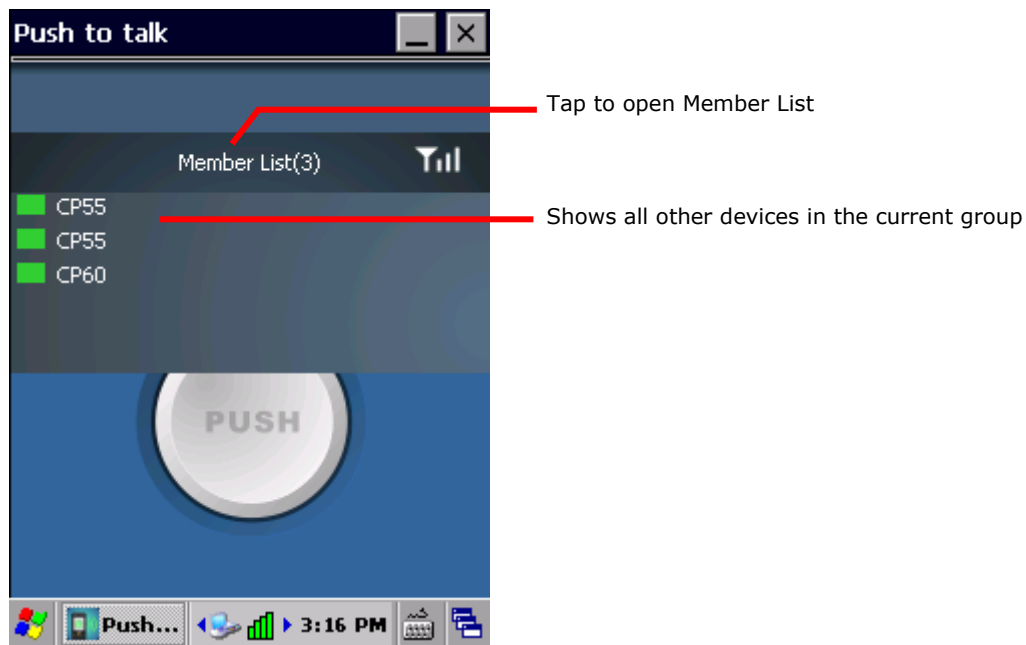 Push to talk
Tap to open Member List
Member List(3)
CP55
Shows all other devices in the current group
CP55
CP60
PUSH
Push...
3:16 PM